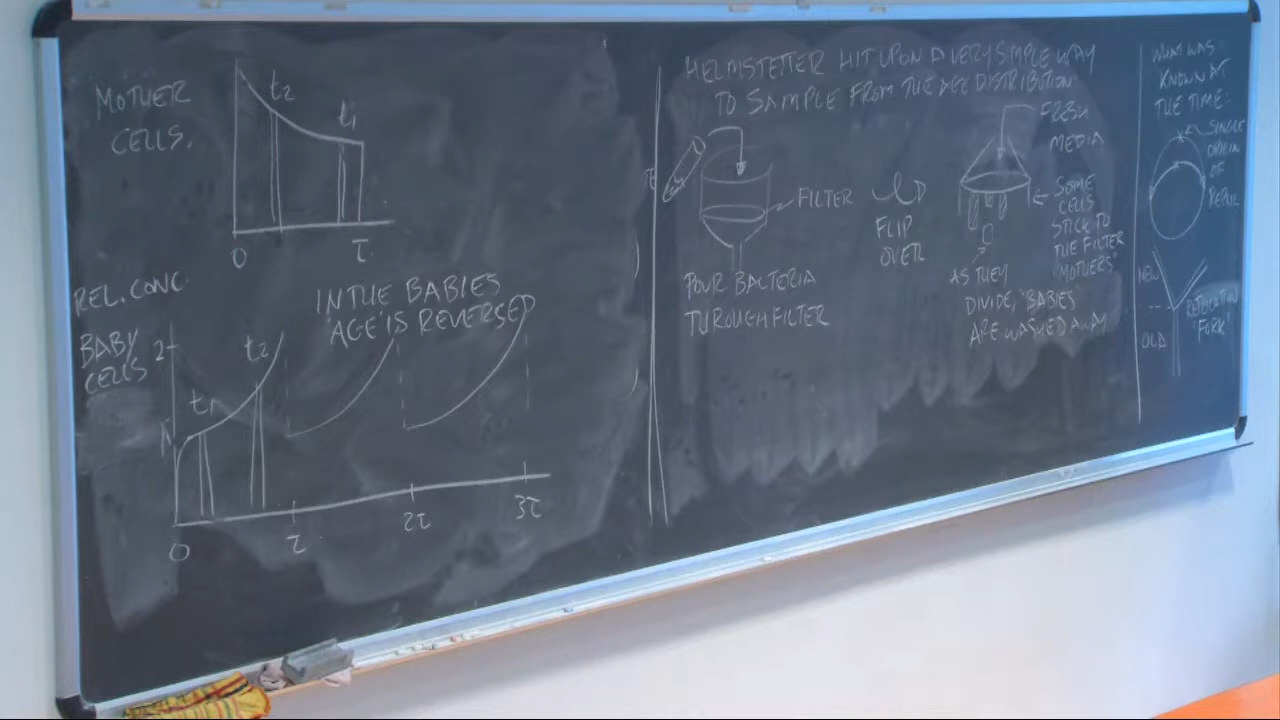 MOTHER
CELLS.
t2
t1
0
τ
REL. CONC.
BABY
CELLS
2
1
t1
t2
IN THE BABIES
'AGE' IS REVERSED
0
τ
2τ
3τ
HELMSTETTER HIT UPON A VERY SIMPLE WAY
TO SAMPLE FROM THE AGE DISTRIBUTION
FILTER
POUR BACTERIA
THROUGH FILTER
FLIP
OVER
FRESH
MEDIA
SOME
CELLS
STICK TO
THE FILTER
"MOTHERS"
AS THEY
DIVIDE, "BABIES"
ARE WASHED AWAY
WHAT WAS
KNOWN AT
THE TIME:
SINGLE
ORIGIN
OF
REPLIC
NEW
OLD
REPLICATION
'FORK'